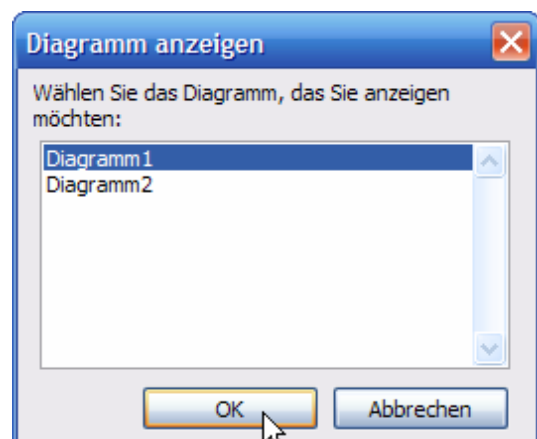 Diagramm anzeigen
Wählen Sie das Diagramm, das Sie anzeigen
möchten:
Diagramm1
Diagramm2
OK
Abbrechen